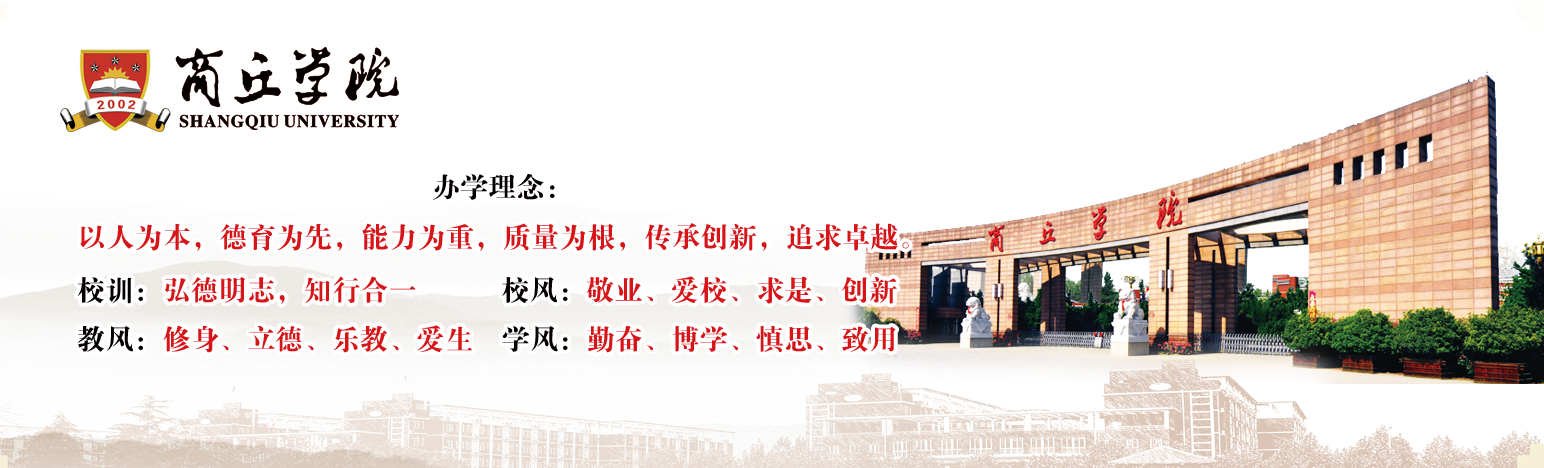 商丘学院
SHANGQIU UNIVERSITY
2002
办学理念：
以人为本，德育为先，能力为重，质量为根，传承创新，追求卓越。
校训：弘德明志，知行合一 校风：敬业、爱校、求是、创新
教风：修身、立德、乐教、爱生 学风：勤奋、博学、慎思、致用
商丘学院